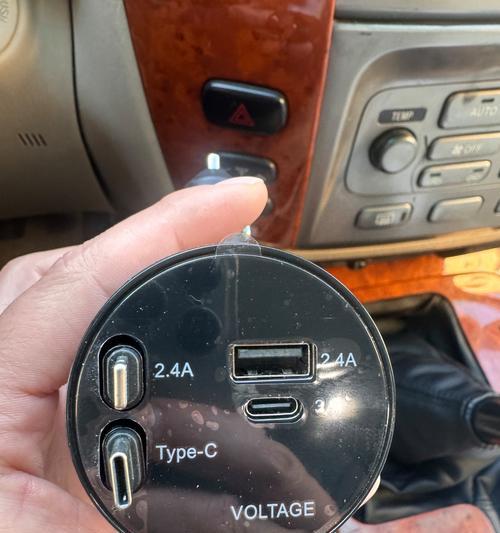 TEMP
AUTO
OFF
2.4A
2.4A
Type-C
VOLTAGE